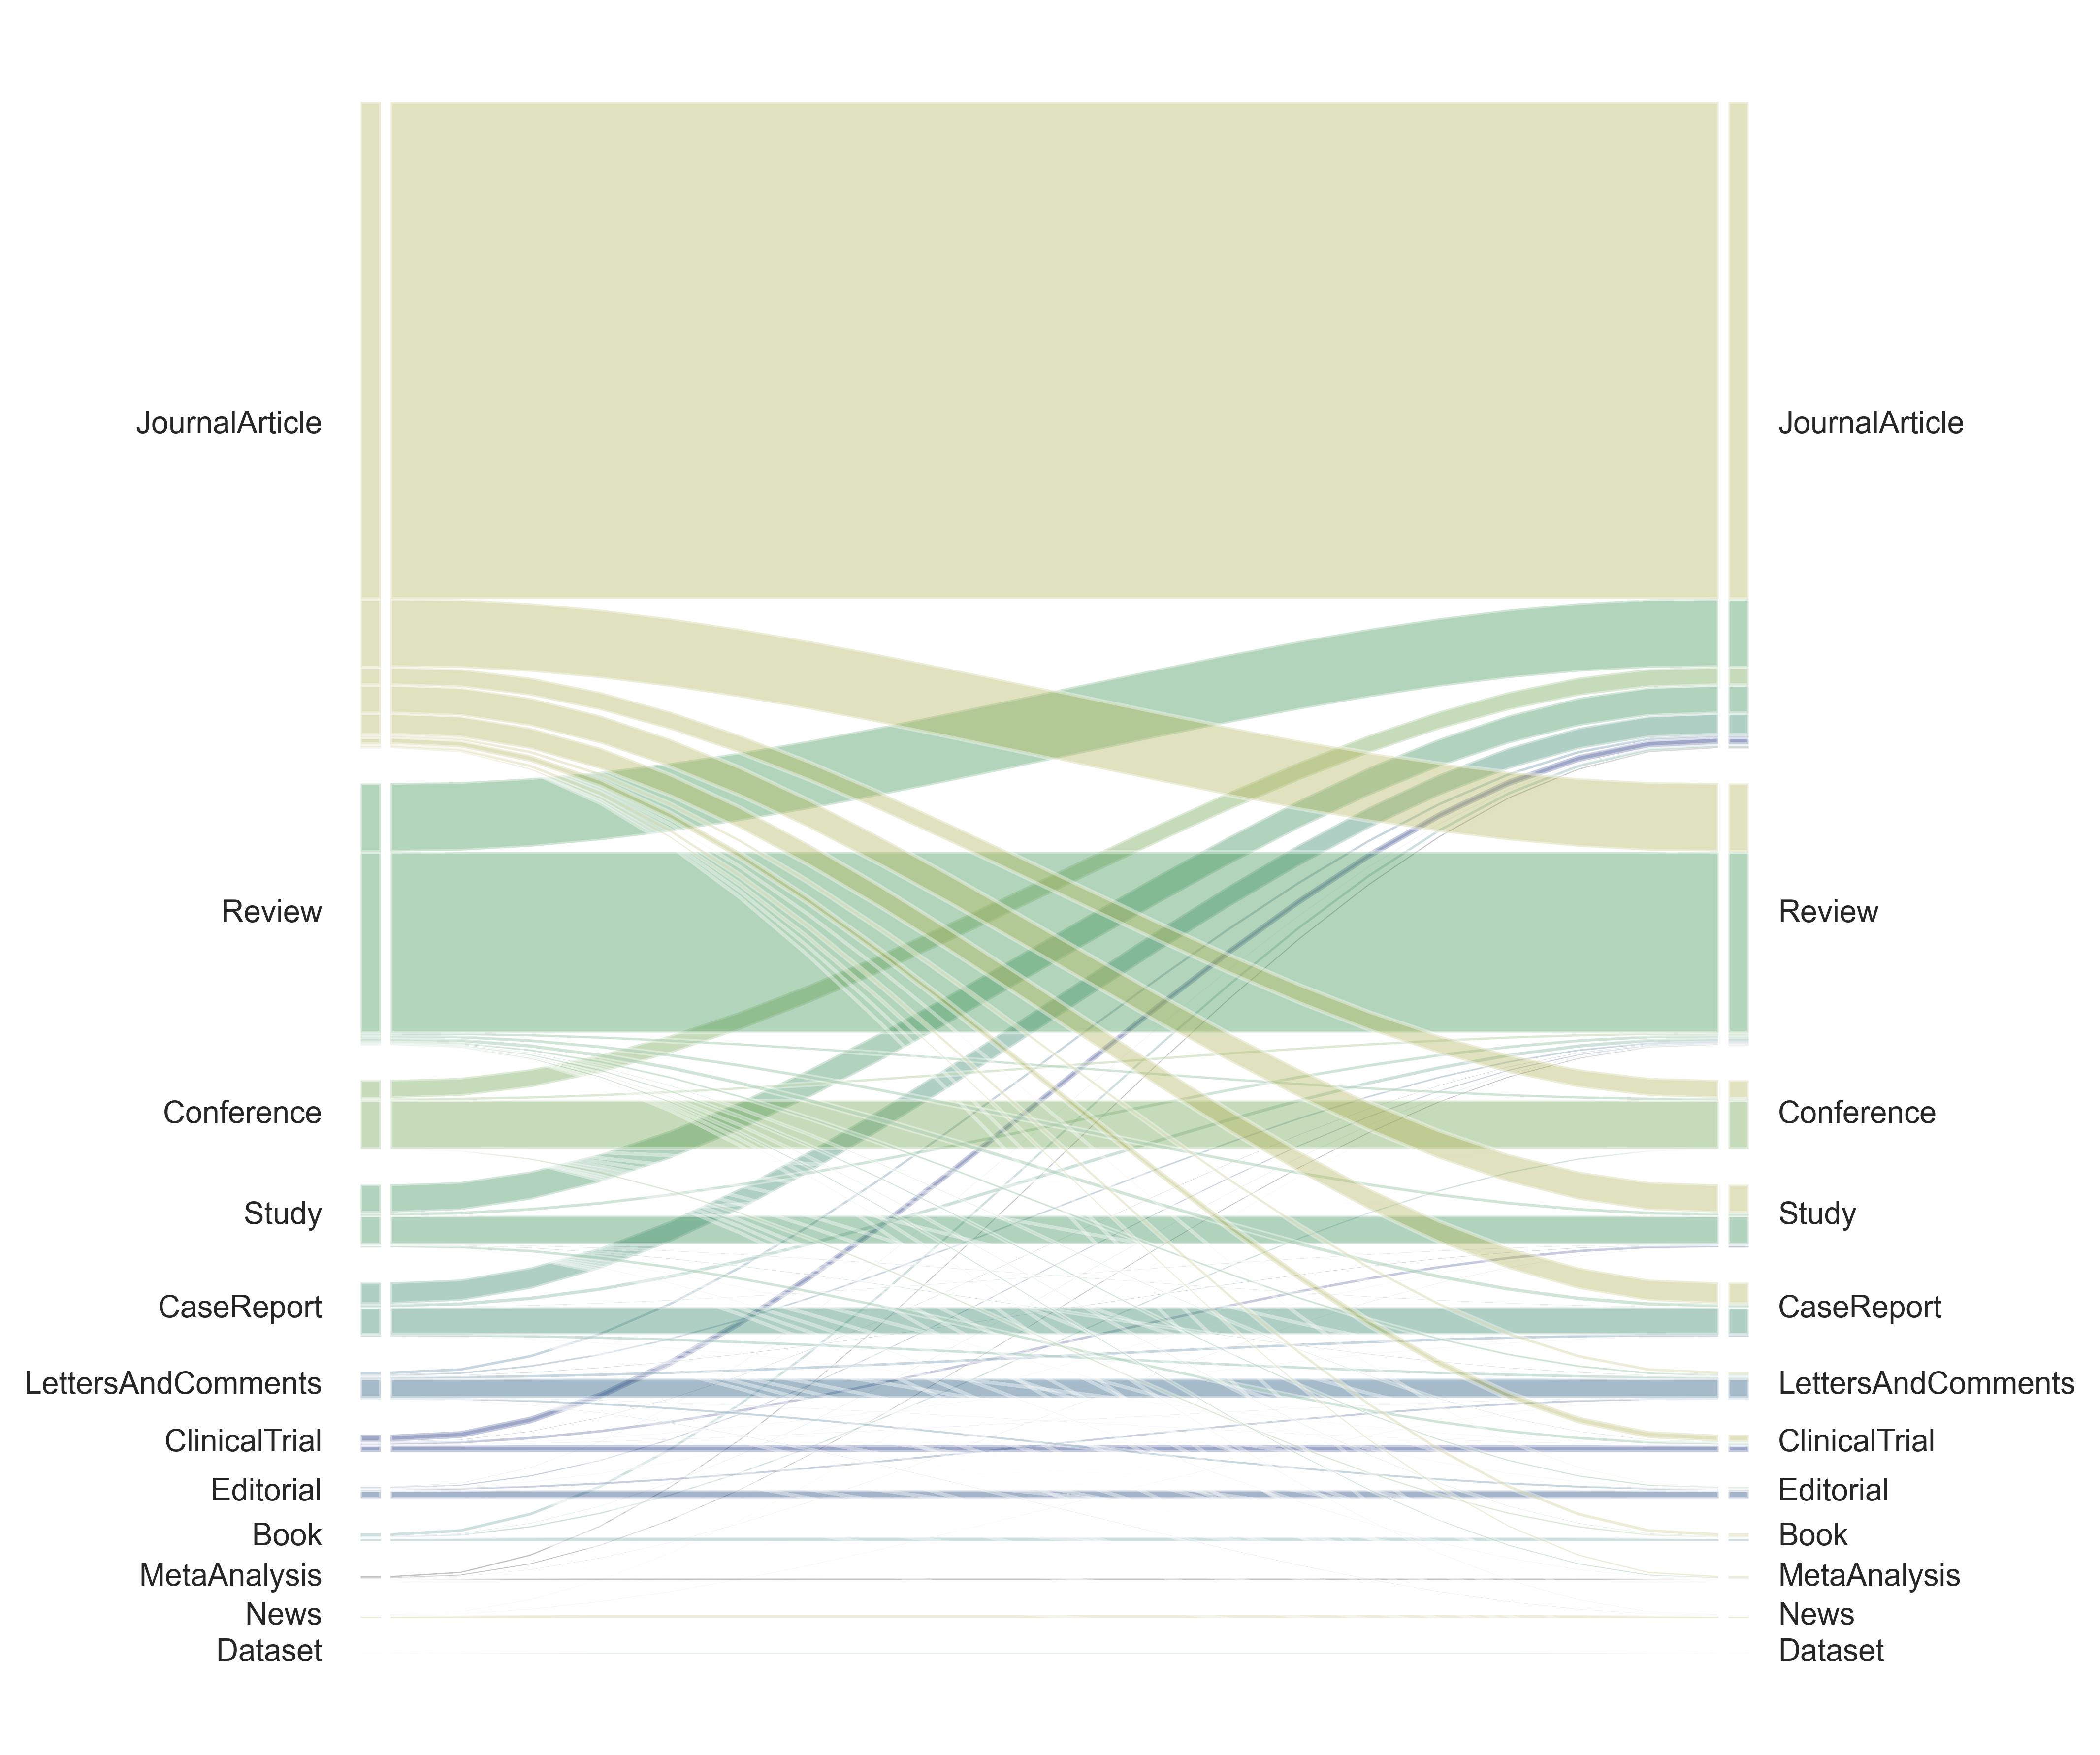 JournalArticle
JournalArticle
Review
Review
Conference
Conference
Study
Study
CaseReport
CaseReport
LettersAndComments
LettersAndComments
ClinicalTrial
ClinicalTrial
Editorial
Editorial
Book
Book
MetaAnalysis
MetaAnalysis
News
News
Dataset
Dataset